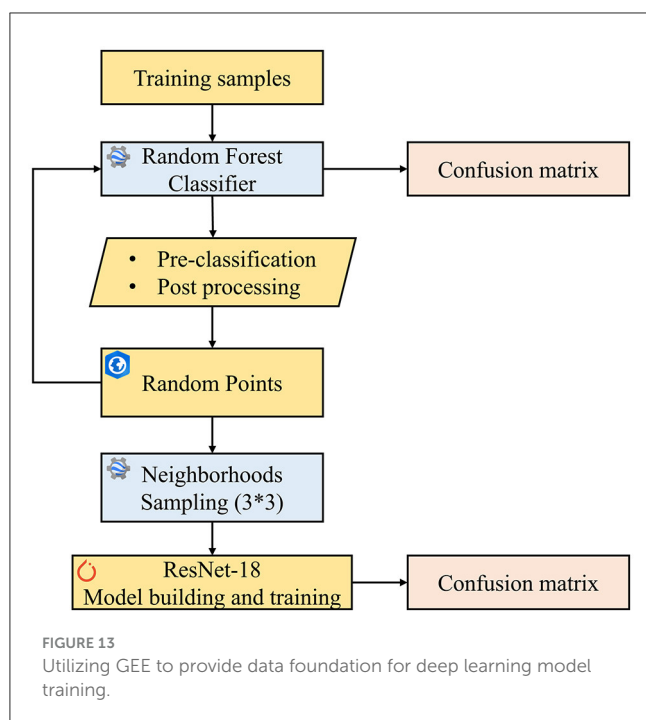 Training samples
Random Forest
Classifier
Confusion matrix
• Pre-classification
• Post processing
Random Points
Neighborhoods
Sampling (3*3)
ResNet-18
Model building and training
Confusion matrix
FIGURE 13
Utilizing GEE to provide data foundation for deep learning model
training.